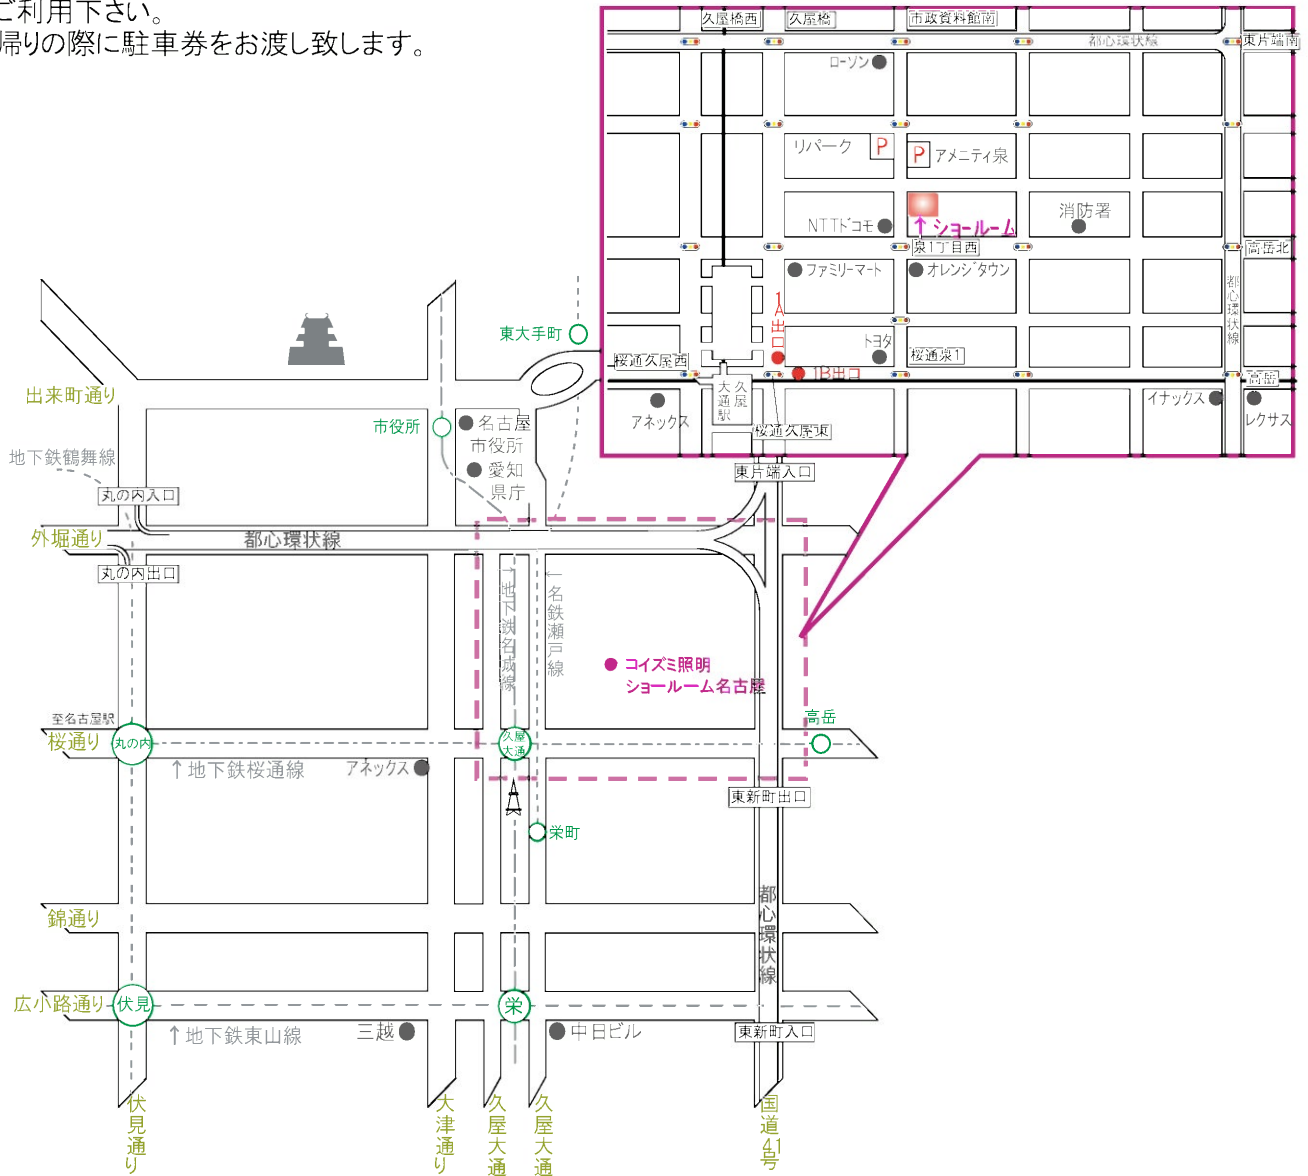 ご利用下さい。
帰りの際に駐車券をお渡し致します。
久屋橋西
久屋橋
市政資料館南
都心環状線
東片端南
ローソン
リパーク
P
P
アメニティ泉
NTTドコモ
↑ショールーム
消防署
泉1丁目西
高岳北
ファミリーマート
オレンジタウン
都心環状線
1A出口
トヨタ
桜通泉1
桜通久屋西
1B出口
高岳
久屋大通駅
アネックス
イナックス
レクサス
桜通久屋東
東大手町
出来町通り
市役所
名古屋
市役所
愛知
県庁
地下鉄鶴舞線
丸の内入口
東片端入口
外堀通り
都心環状線
丸の内出口
↑地下鉄名成線
←名鉄瀬戸線
コイズミ照明
ショールーム名古屋
至名古屋駅
桜通り
丸の内
久屋
大通
高岳
↑地下鉄桜通線
アネックス
東新町出口
栄町
都心環状線
錦通り
広小路通り
伏見
栄
↑地下鉄東山線
三越
中日ビル
東新町入口
伏見通り
大津通り
久屋大通
久屋大通
国道41号